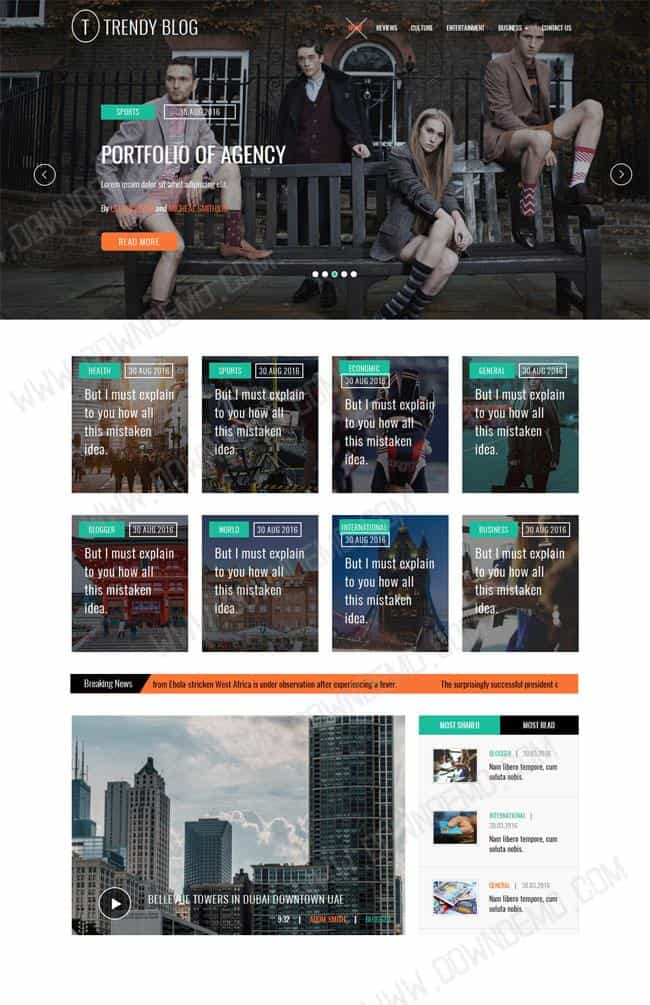 T TRENDY BLOG
HOME REVIEWS CULTURE ENTERTAINMENT BUSINESS CONTACT US
SPORTS 15 AUG 2016
PORTFOLIO OF AGENCY
Lorem ipsum dolor sit amet adipiscing elit.
By and MICHEAL SMITH
READ MORE
HEALTH 30 AUG 2016
But I must explain
to you how all
this mistaken
idea.
SPORTS 30 AUG 2016
But I must explain
to you how all
this mistaken
idea.
ECONOMIC
30 AUG 2016
But I must explain
to you how all
this mistaken
idea.
GENERAL 30 AUG 2016
But I must explain
to you how all
this mistaken
idea.
BLOGGER 30 AUG 2016
But I must explain
to you how all
this mistaken
idea.
WORLD 30 AUG 2016
But I must explain
to you how all
this mistaken
idea.
INTERNATIONAL
30 AUG 2016
But I must explain
to you how all
this mistaken
idea.
BUSINESS 30 AUG 2016
But I must explain
to you how all
this mistaken
idea.
Breaking News from Ebola-stricken West Africa is under observation after experiencing a fever. The surprisingly successful president c
BELLEVUE TOWERS IN DUBAI DOWNTOWN UAE
9:32 | ADOM SMITH | BUSINESS
MOST SHARED MOST READ
BLOGGER | 30.03.2016
Nam libero tempore, cum
soluta nobis.
INTERNATIONAL |
30.03.2016
Nam libero tempore, cum
soluta nobis.
GENERAL | 30.03.2016
Nam libero tempore, cum
soluta nobis.
WWW.DOWNDEMO.COM